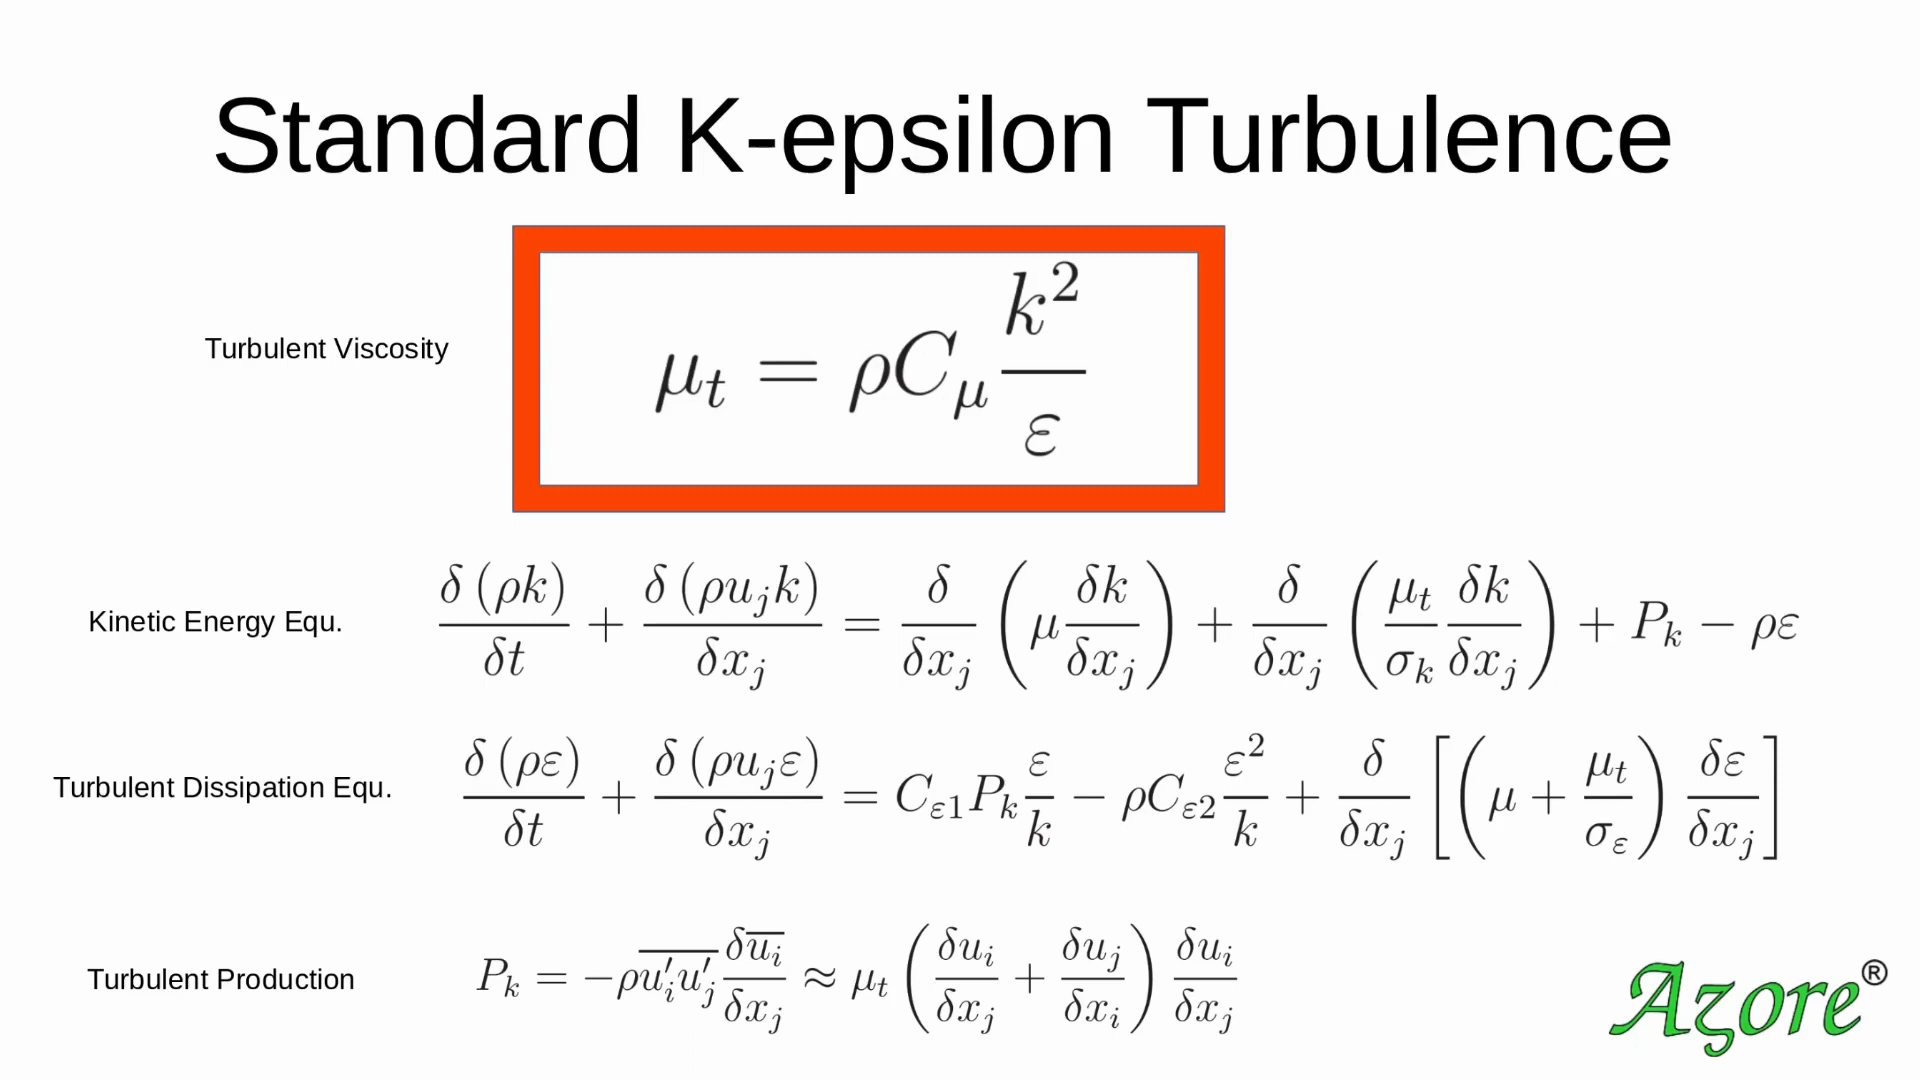 Standard K-epsilon Turbulence
Turbulent Viscosity
μ_t = ρC_μ k²/ε
Kinetic Energy Equ.
δ(ρk)/δt + δ(ρu_j k)/δx_j = δ/δx_j (μ δk/δx_j) + δ/δx_j (μ_t/σ_k δk/δx_j) + P_k − ρε
Turbulent Dissipation Equ.
δ(ρε)/δt + δ(ρu_j ε)/δx_j = C_ε1 P_k ε/k − ρC_ε2 ε²/k + δ/δx_j [(μ + μ_t/σ_ε) δε/δx_j]
Turbulent Production
P_k = −ρ\overline{u′_i u′_j} δ\overline{u_i}/δx_j ≈ μ_t (δu_i/δx_j + δu_j/δx_i) δu_i/δx_j
Azore®